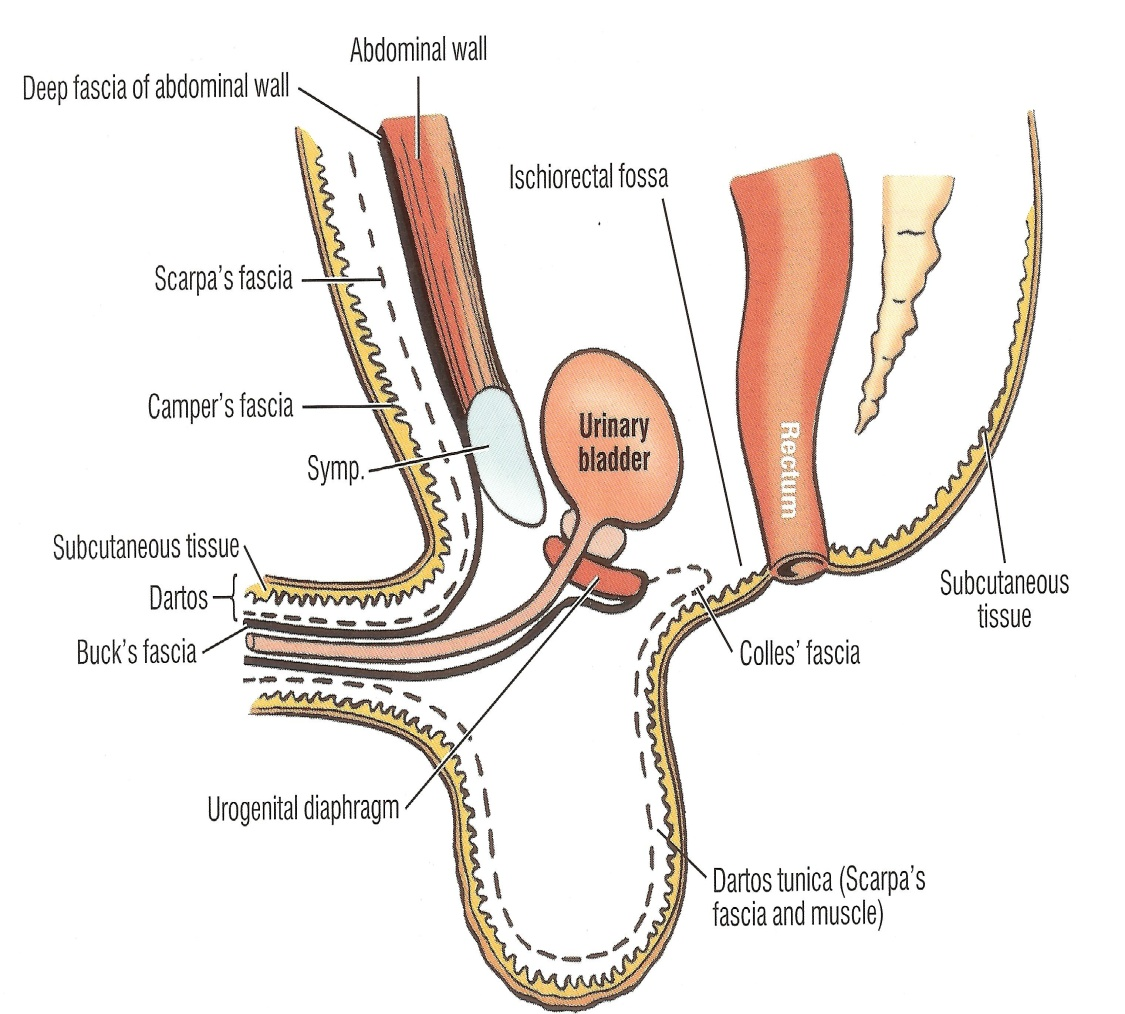 Abdominal wall
Deep fascia of abdominal wall
Ischiorectal fossa
Scarpa's fascia
Camper's fascia
Urinary
bladder
Rectum
Symp.
Subcutaneous tissue
Dartos
Buck's fascia
Subcutaneous
tissue
Colles' fascia
Urogenital diaphragm
Dartos tunica (Scarpa's
fascia and muscle)